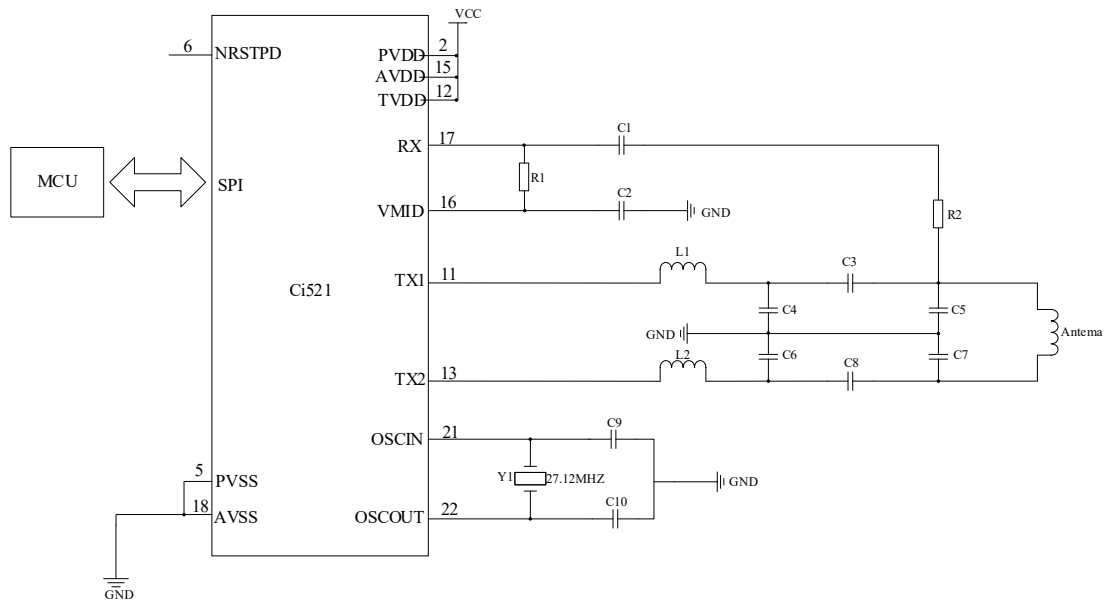 VCC
6 NRSTPD
PVDD 2
AVDD 15
TVDD 12
RX 17
C1
R1
MCU
SPI
VMID 16
C2
GND
R2
TX1 11
L1
C3
Ci521
C4
C5
GND
Antema
C6
C7
TX2 13
L2
C8
OSCIN 21
C9
Y1
27.12MHZ
GND
5 PVSS
18 AVSS
OSCOUT 22
C10
GND